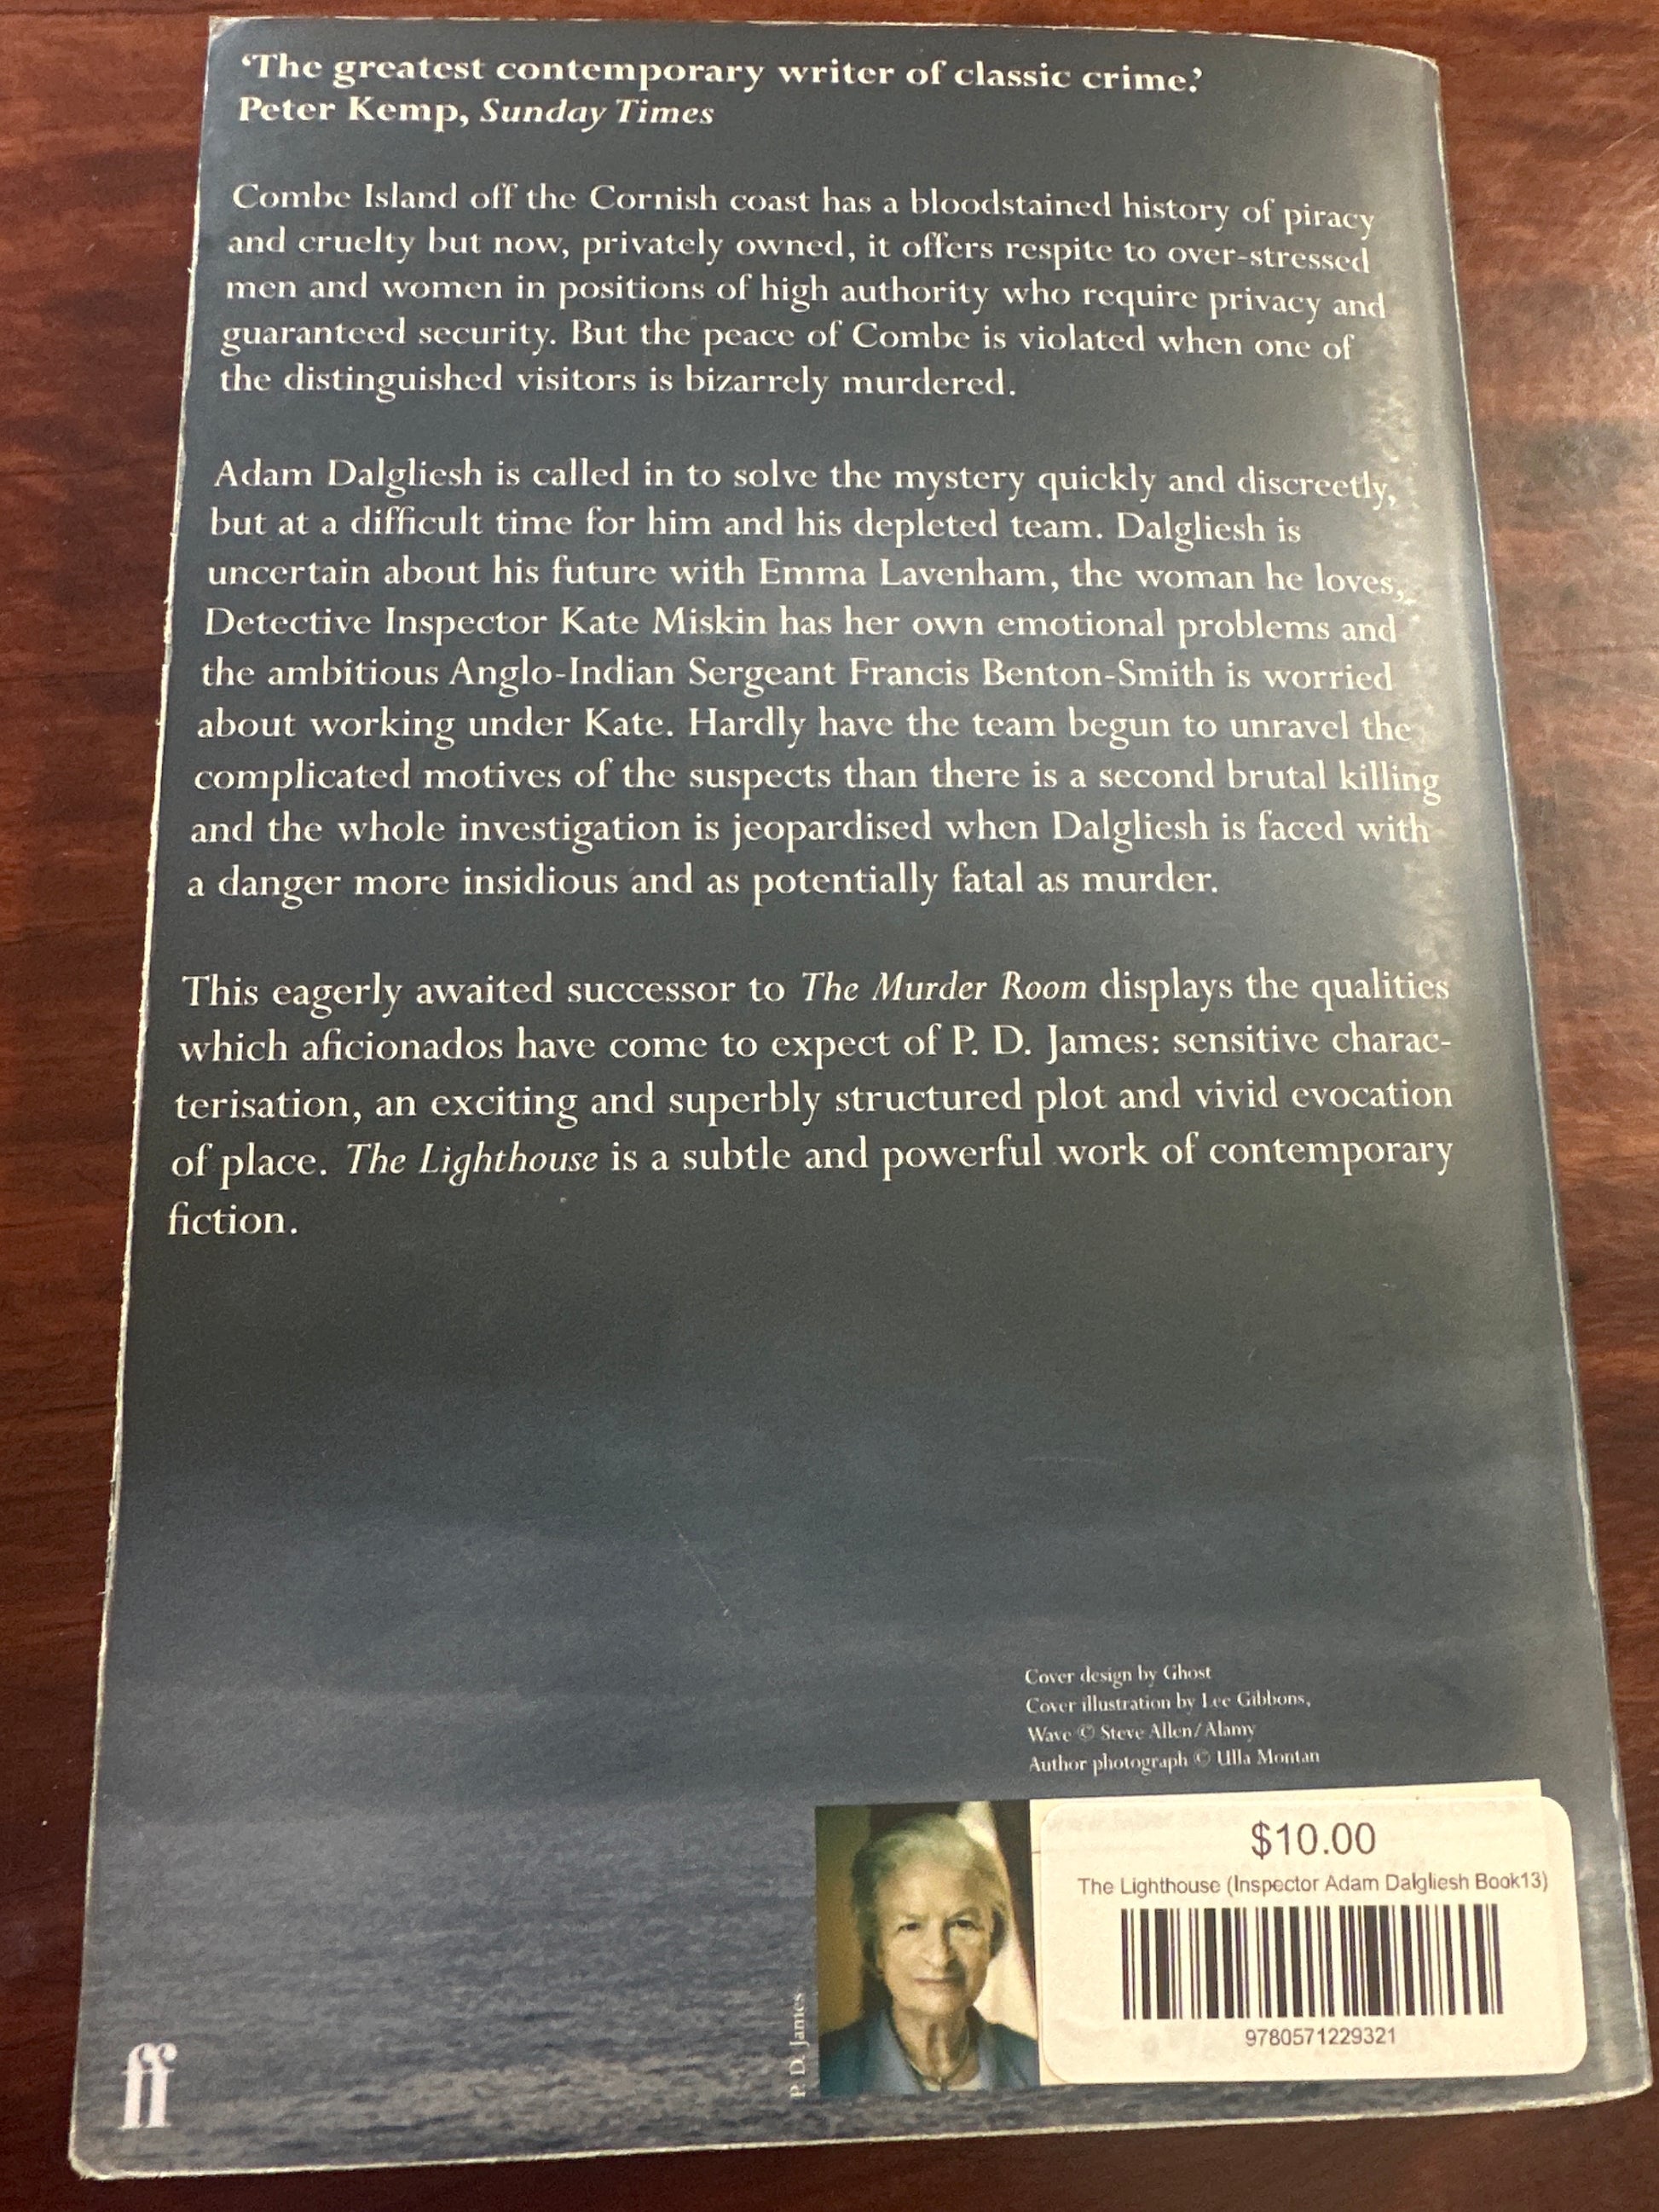 ‘The greatest contemporary writer of classic crime.’
Peter Kemp, Sunday Times
Combe Island off the Cornish coast has a bloodstained history of piracy
and cruelty but now, privately owned, it offers respite to over-stressed
men and women in positions of high authority who require privacy and
guaranteed security. But the peace of Combe is violated when one of
the distinguished visitors is bizarrely murdered.
Adam Dalgliesh is called in to solve the mystery quickly and discreetly,
but at a difficult time for him and his depleted team. Dalgliesh is
uncertain about his future with Emma Lavenham, the woman he loves,
Detective Inspector Kate Miskin has her own emotional problems and
the ambitious Anglo-Indian Sergeant Francis Benton-Smith is worried
about working under Kate. Hardly have the team begun to unravel the
complicated motives of the suspects than there is a second brutal killing
and the whole investigation is jeopardised when Dalgliesh is faced with
a danger more insidious and as potentially fatal as murder.
This eagerly awaited successor to The Murder Room displays the qualities
which aficionados have come to expect of P. D. James: sensitive charac-
terisation, an exciting and superbly structured plot and vivid evocation
of place. The Lighthouse is a subtle and powerful work of contemporary
fiction.
Cover design by Ghost
Cover illustration by Lee Gibbons,
Wave © Steve Allen/Alamy
Author photograph © Ulla Montan
P. D. James
$10.00
The Lighthouse (Inspector Adam Dalgliesh Book13)
9780571229321
ff